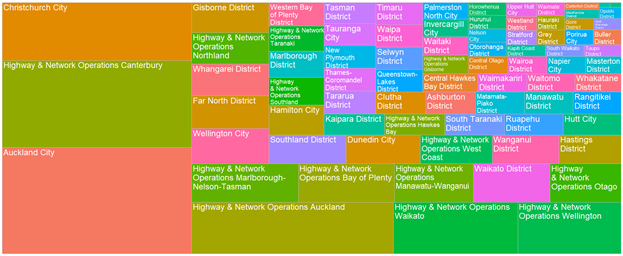 Christchurch City
Highway & Network Operations Canterbury
Auckland City
Gisborne District
Highway & Network
Operations
Northland
Whangarei District
Far North District
Wellington City
Western Bay
of Plenty District
Highway & Network
Operations
Taranaki
Marlborough
District
Highway
& Network
Operations
Southland
Hamilton City
Tasman
District
Tauranga
City
New
Plymouth
District
Thames-
Coromandel
District
Tararua
District
Timaru
District
Waipa
District
Selwyn
District
Queenstown-
Lakes
District
Clutha
District
Palmerston
North City
Invercargill
City
Waitaki
District
Highway & Network
Operations
Gisborne
Central Hawkes
Bay District
Ashburton
District
Horowhenua
District
Hurunui
District
Nelson
City
Otorohanga
District
Central Otago
District
Waimakariri
District
Matamata-
Piako
District
Upper Hutt
City
Westland
District
Stratford
District
Kapiti Coast
District
Wairoa
District
Waitomo
District
Manawatu
District
Waimate
District
Hauraki
District
Grey
District
South Waikato
District
Napier
City
Whakatane
District
Rangitikei
District
Gore
District
Porirua
City
Buller
District
Taupo
District
Masterton
District
Kaipara District
Highway & Network
Operations Hawkes
Bay
South Taranaki
District
Ruapehu
District
Hutt City
Southland District
Dunedin City
Highway & Network
Operations West
Coast
Wanganui
District
Hastings
District
Highway & Network
Operations Marlborough-
Nelson-Tasman
Highway & Network
Operations Bay of Plenty
Highway & Network
Operations
Manawatu-Wanganui
Waikato District
Highway
& Network
Operations Otago
Highway & Network Operations Auckland
Highway & Network Operations
Waikato
Highway & Network
Operations Wellington